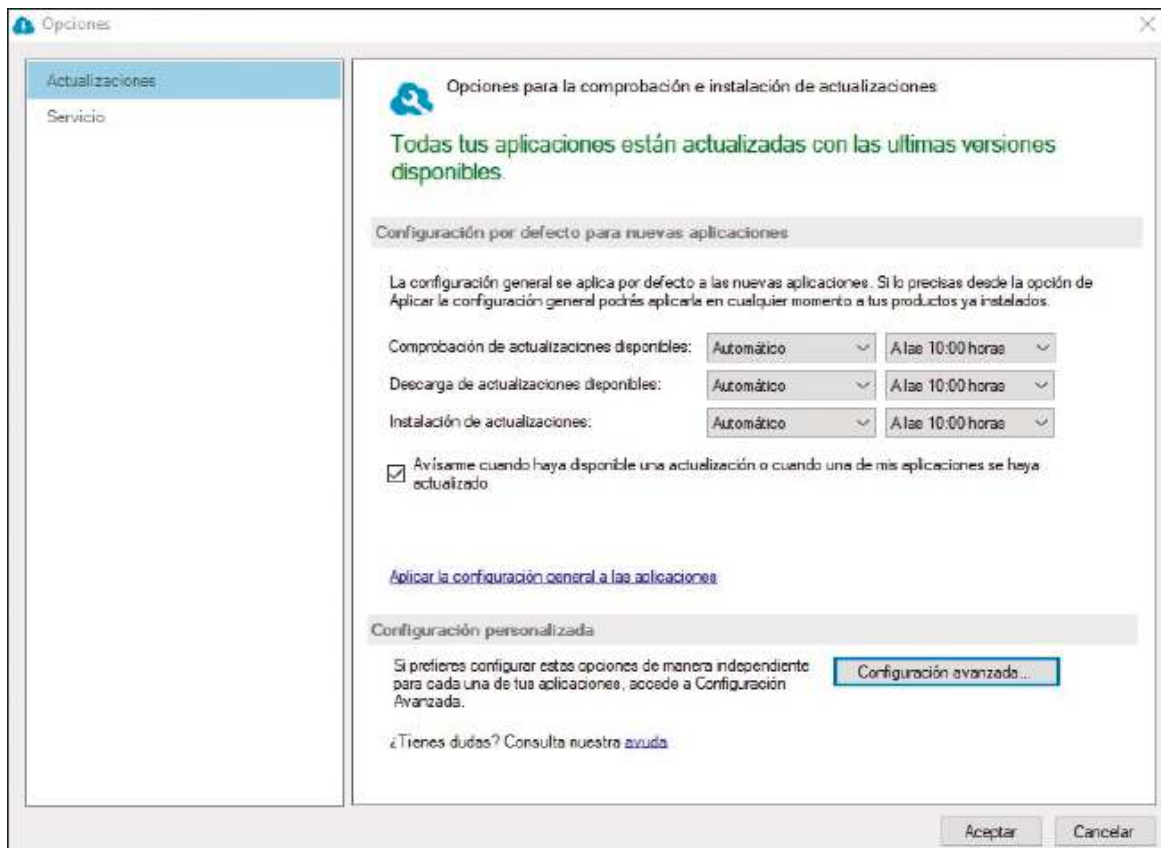 Opciones
Actualizaciones
Servicio
Opciones para la comprobación e instalación de actualizaciones
Todas tus aplicaciones están actualizadas con las ultimas versiones
disponibles.
Configuración por defecto para nuevas aplicaciones
La configuración general se aplica por defecto a las nuevas aplicaciones. Si lo precisas desde la opción de
Aplicar la configuración general podrás aplicarla en cualquier momento a tus productos ya instalados.
Comprobación de actualizaciones disponibles: Automático A las 10:00 horas
Descarga de actualizaciones disponibles: Automático A las 10:00 horas
Instalación de actualizaciones: Automático A las 10:00 horas
Avísarme cuando haya disponible una actualización o cuando una de mis aplicaciones se haya
actualizado
Aplicar la configuración general a las aplicaciones
Configuración personalizada
Si prefieres configurar estas opciones de manera independiente
para cada una de tus aplicaciones, accede a Configuración
Avanzada.
Configuración avanzada...
¿Tienes dudas? Consulta nuestra ayuda
Aceptar Cancelar